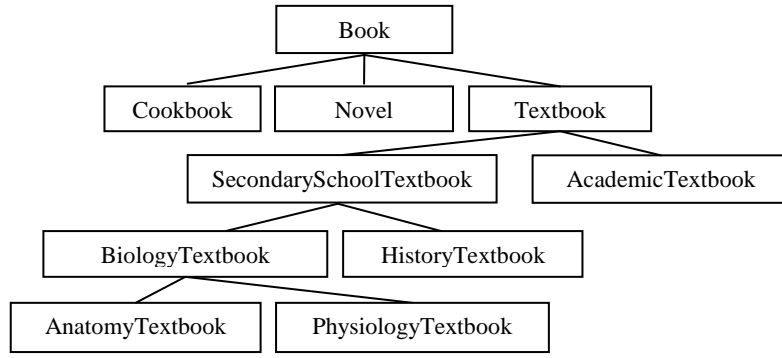 Book
Cookbook
Novel
Textbook
SecondarySchoolTextbook
AcademicTextbook
BiologyTextbook
HistoryTextbook
AnatomyTextbook
PhysiologyTextbook